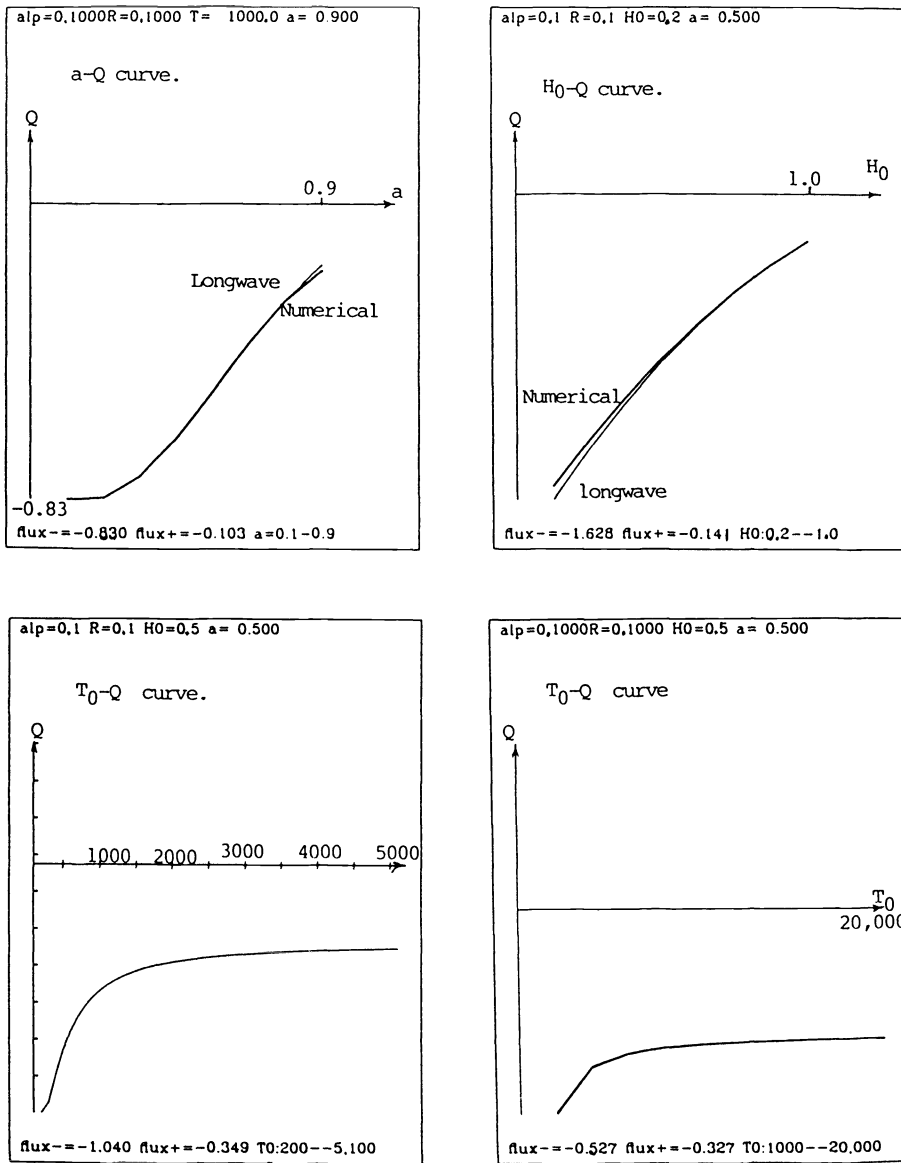 alp=0.1000R=0.1000 T= 1000.0 a= 0.900
a-Q curve.
Q
0.9
a
Longwave
Numerical
-0.83
flux-=-0.830 flux+=-0.103 a=0.1-0.9
alp=0.1 R=0.1 H0=0.2 a= 0.500
H0-Q curve.
Q
1.0
H0
Numerical
longwave
flux-=-1.628 flux+=-0.141 H0:0.2--1.0
alp=0.1 R=0.1 H0=0.5 a= 0.500
T0-Q curve.
Q
1000 2000 3000 4000 5000
flux-=-1.040 flux+=-0.349 T0:200--5,100
alp=0.1000R=0.1000 H0=0.5 a= 0.500
T0-Q curve
Q
T0
20,000
flux-=-0.527 flux+=-0.327 T0:1000--20,000